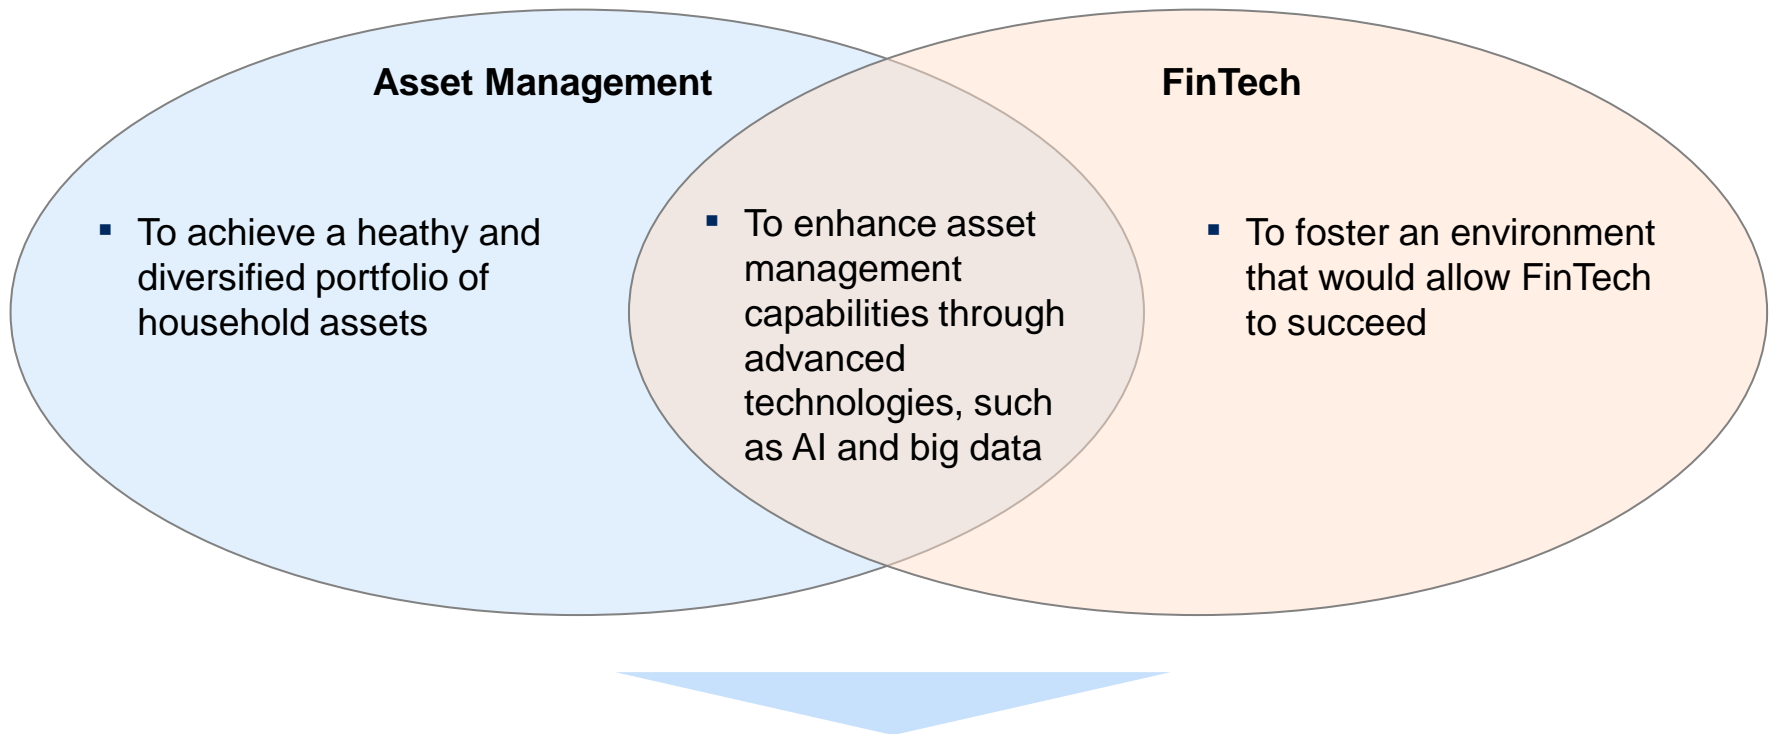 Asset Management
FinTech
▪ To achieve a heathy and
diversified portfolio of
household assets
▪ To enhance asset
management
capabilities through
advanced
technologies, such
as AI and big data
▪ To foster an environment
that would allow FinTech
to succeed